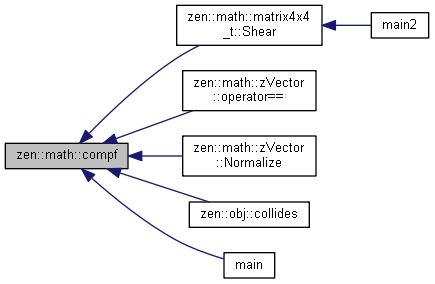 zen::math::matrix4x4
_t::Shear
main2
zen::math::zVector
::operator==
zen::math::compf
zen::math::zVector
::Normalize
zen::obj::collides
main